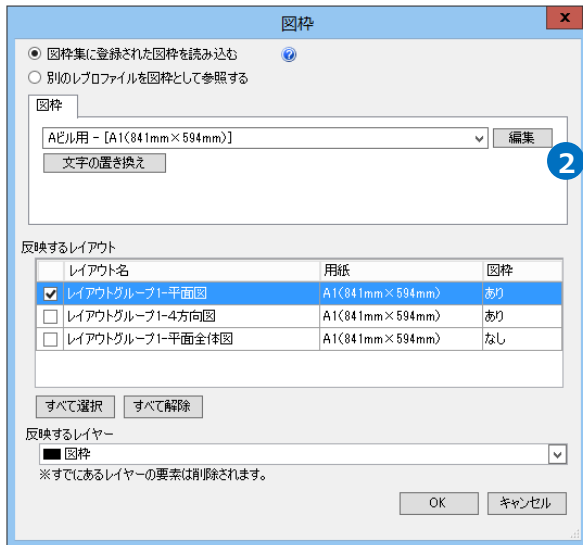 図枠
x
図枠集に登録された図枠を読み込む ?
別のレブロファイルを図枠として参照する
図枠
Aビル用 - [A1(841mm×594mm)] 編集
2
文字の置き換え
反映するレイアウト
レイアウト名 用紙 図枠
レイアウトグループ1-平面図 A1(841mm×594mm) あり
レイアウトグループ1-4方向図 A1(841mm×594mm) あり
レイアウトグループ1-平面全体図 A1(841mm×594mm) なし
すべて選択 すべて解除
反映するレイヤー
図枠
※すでにあるレイヤーの要素は削除されます。
OK キャンセル